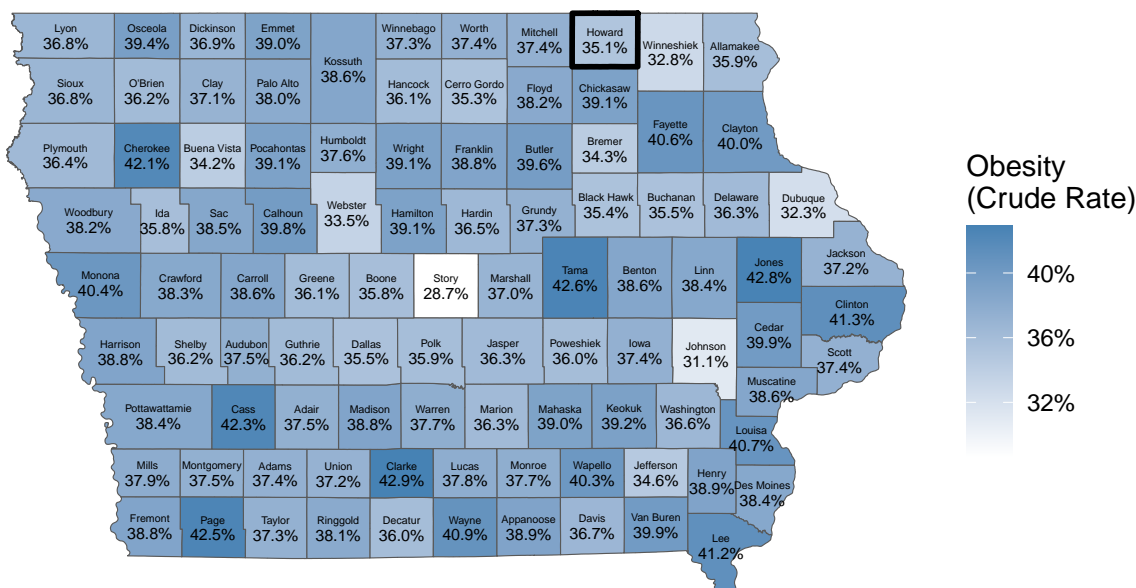 Lyon
36.8%
Osceola
39.4%
Dickinson
36.9%
Emmet
39.0%
Kossuth
38.6%
Winnebago
37.3%
Worth
37.4%
Mitchell
37.4%
Howard
35.1%
Winneshiek
32.8%
Allamakee
35.9%
Sioux
36.8%
O'Brien
36.2%
Clay
37.1%
Palo Alto
38.0%
Hancock
36.1%
Cerro Gordo
35.3%
Floyd
38.2%
Chickasaw
39.1%
Plymouth
36.4%
Cherokee
42.1%
Buena Vista
34.2%
Pocahontas
39.1%
Humboldt
37.6%
Wright
39.1%
Franklin
38.8%
Butler
39.6%
Bremer
34.3%
Fayette
40.6%
Clayton
40.0%
Woodbury
38.2%
Ida
35.8%
Sac
38.5%
Calhoun
39.8%
Webster
33.5%
Hamilton
39.1%
Hardin
36.5%
Grundy
37.3%
Black Hawk
35.4%
Buchanan
35.5%
Delaware
36.3%
Dubuque
32.3%
Monona
40.4%
Crawford
38.3%
Carroll
38.6%
Greene
36.1%
Boone
35.8%
Story
28.7%
Marshall
37.0%
Tama
42.6%
Benton
38.6%
Linn
38.4%
Jones
42.8%
Jackson
37.2%
Clinton
41.3%
Harrison
38.8%
Shelby
36.2%
Audubon
37.5%
Guthrie
36.2%
Dallas
35.5%
Polk
35.9%
Jasper
36.3%
Poweshiek
36.0%
Iowa
37.4%
Johnson
31.1%
Cedar
39.9%
Scott
37.4%
Muscatine
38.6%
Pottawattamie
38.4%
Cass
42.3%
Adair
37.5%
Madison
38.8%
Warren
37.7%
Marion
36.3%
Mahaska
39.0%
Keokuk
39.2%
Washington
36.6%
Louisa
40.7%
Mills
37.9%
Montgomery
37.5%
Adams
37.4%
Union
37.2%
Clarke
42.9%
Lucas
37.8%
Monroe
37.7%
Wapello
40.3%
Jefferson
34.6%
Henry
38.9%
Des Moines
38.4%
Fremont
38.8%
Page
42.5%
Taylor
37.3%
Ringgold
38.1%
Decatur
36.0%
Wayne
40.9%
Appanoose
38.9%
Davis
36.7%
Van Buren
39.9%
Lee
41.2%
Obesity
(Crude Rate)
40%
36%
32%